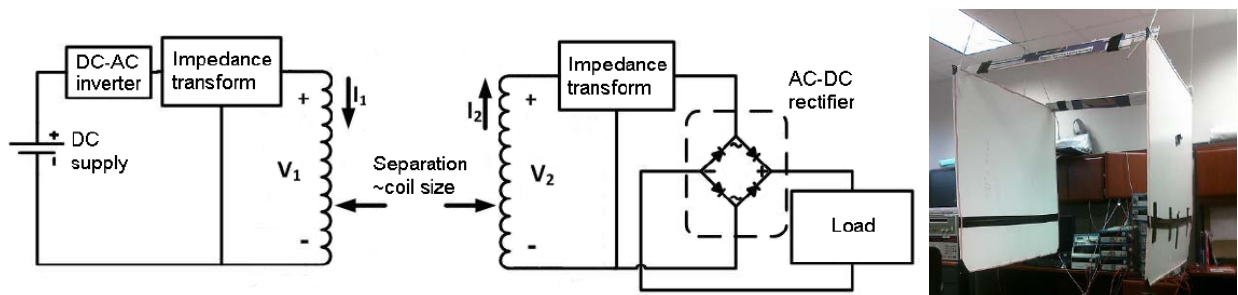 DC-AC
inverter
Impedance
transform
+
DC
supply
-
+
V1
-
I1
Separation
~coil size
I2
+
V2
-
Impedance
transform
AC-DC
rectifier
~
-
+
~
Load